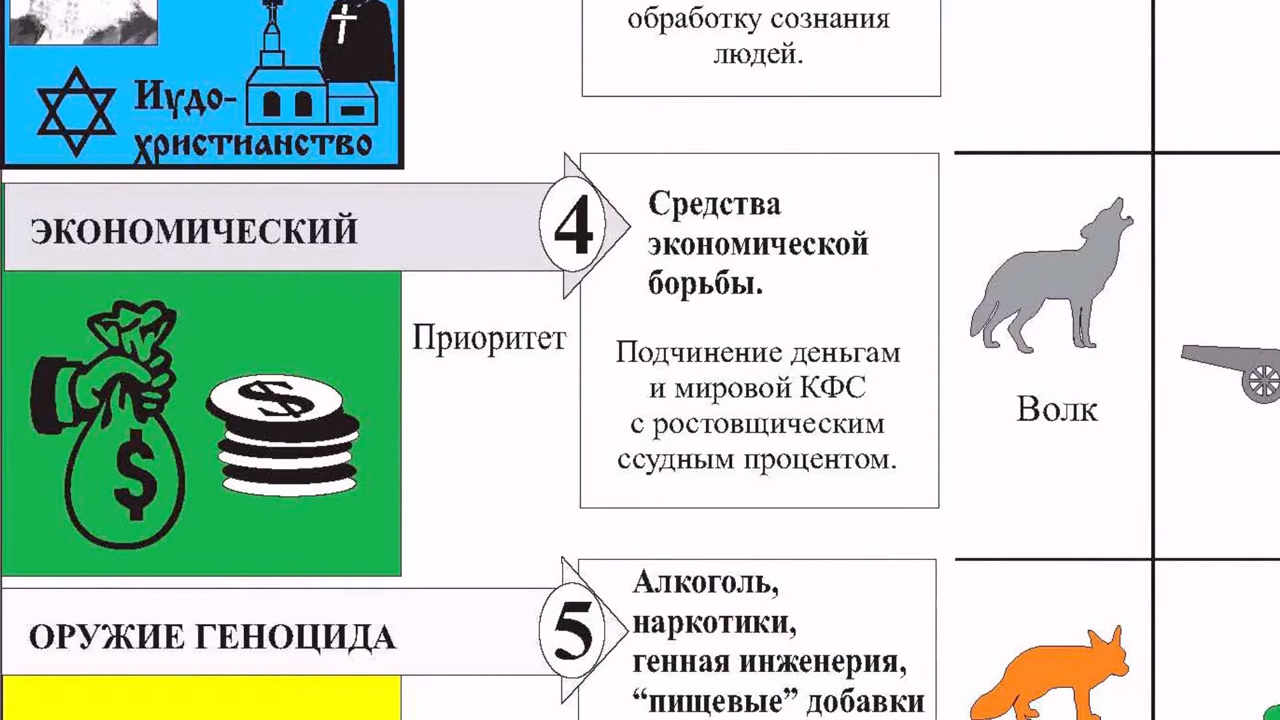 обработку сознания
людей.
Иудо-
христианство
ЭКОНОМИЧЕСКИЙ
4
Средства
экономической
борьбы.
Приоритет
Подчинение деньгам
и мировой КФС
с ростовщическим
ссудным процентом.
Волк
ОРУЖИЕ ГЕНОЦИДА
5
Алкоголь,
наркотики,
генная инженерия,
“пищевые” добавки